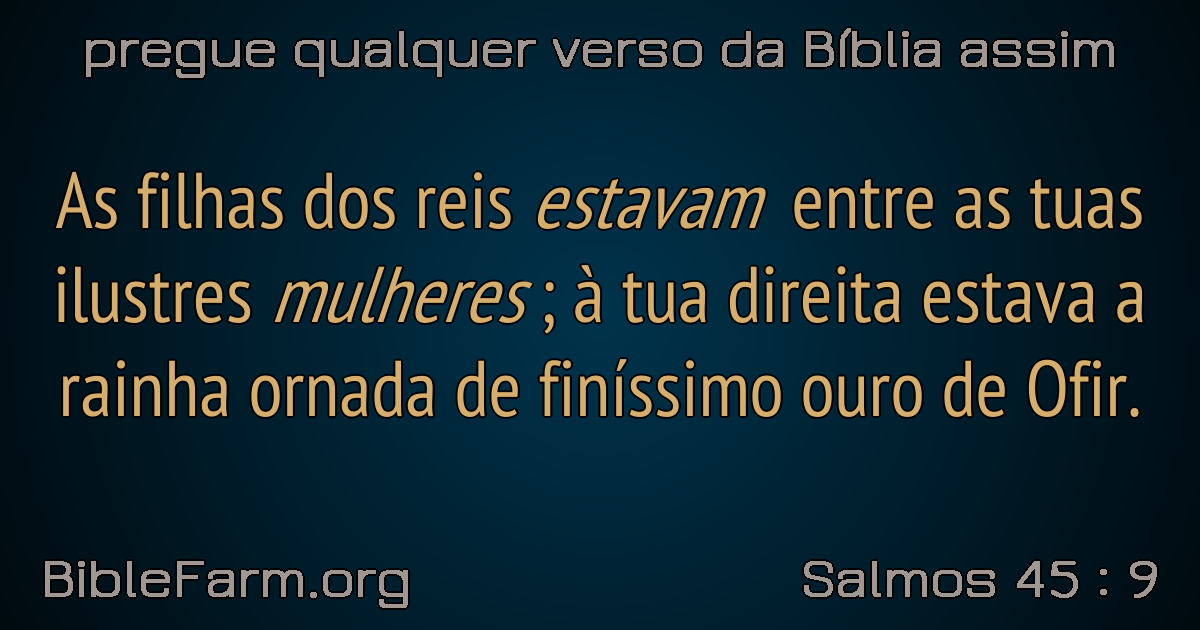 pregue qualquer verso da Bíblia assim
As filhas dos reis estavam entre as tuas
ilustres mulheres; à tua direita estava a
rainha ornada de finíssimo ouro de Ofir.
BibleFarm.org
Salmos 45 : 9